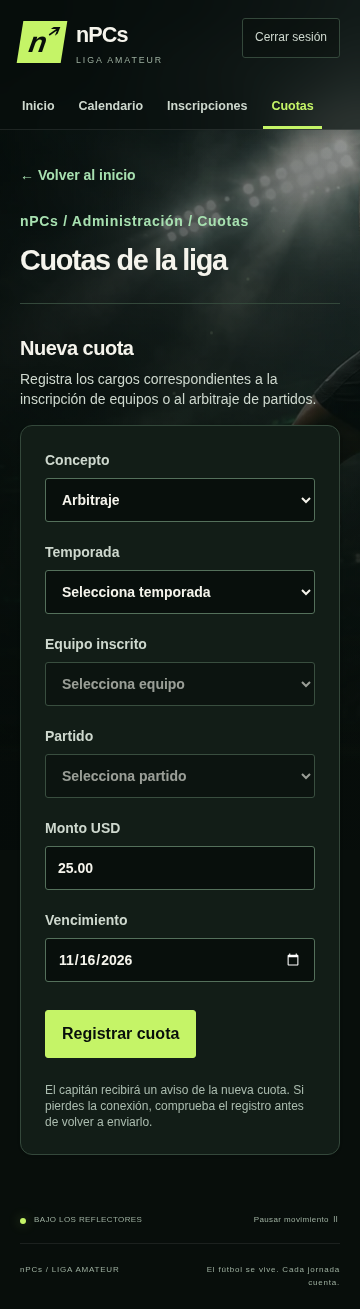 n
nPCs
LIGA AMATEUR
Cerrar sesión
Inicio
Calendario
Inscripciones
Cuotas
← Volver al inicio
nPCs / Administración / Cuotas
Cuotas de la liga
Nueva cuota
Registra los cargos correspondientes a la
inscripción de equipos o al arbitraje de partidos.
Concepto
Arbitraje
Temporada
Selecciona temporada
Equipo inscrito
Selecciona equipo
Partido
Selecciona partido
Monto USD
25.00
Vencimiento
11/16/2026
Registrar cuota
El capitán recibirá un aviso de la nueva cuota. Si
pierdes la conexión, comprueba el registro antes
de volver a enviarlo.
BAJO LOS REFLECTORES
Pausar movimiento II
nPCs / LIGA AMATEUR
El fútbol se vive. Cada jornada
cuenta.